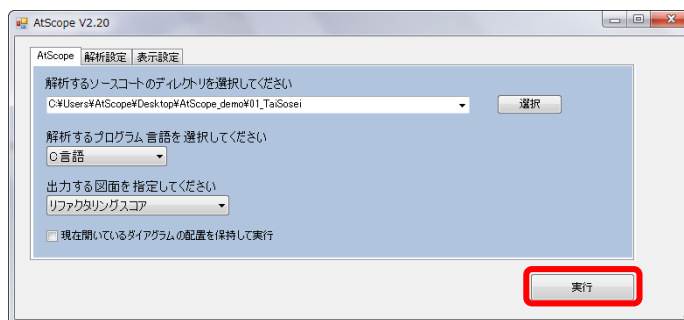 AtScope V2.20
AtScope 解析設定 表示設定
解析するソースコートのディレクトリを選択してください
C:¥Users¥AtScope¥Desktop¥AtScope_demo¥01_TaiSosei 選択
解析するプログラム言語を選択してください
C言語
出力する図面を指定してください
リファクタリングスコア
現在開いているダイアグラムの配置を保持して実行
実行